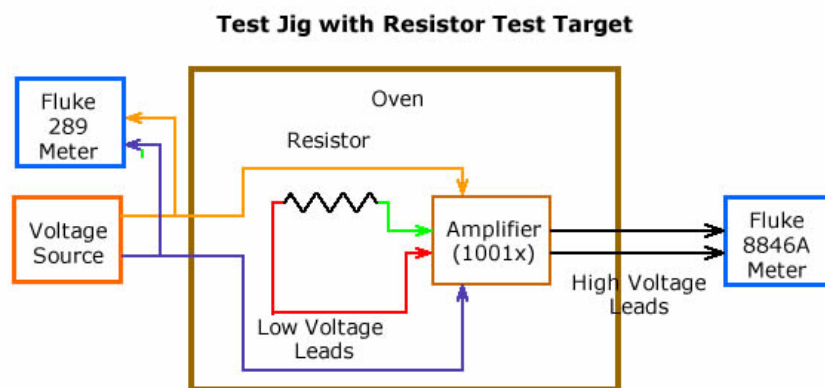 Test Jig with Resistor Test Target
Fluke
289
Meter
Oven
Resistor
Voltage
Source
Amplifier
(1001x)
Fluke
8846A
Meter
High Voltage
Leads
Low Voltage
Leads